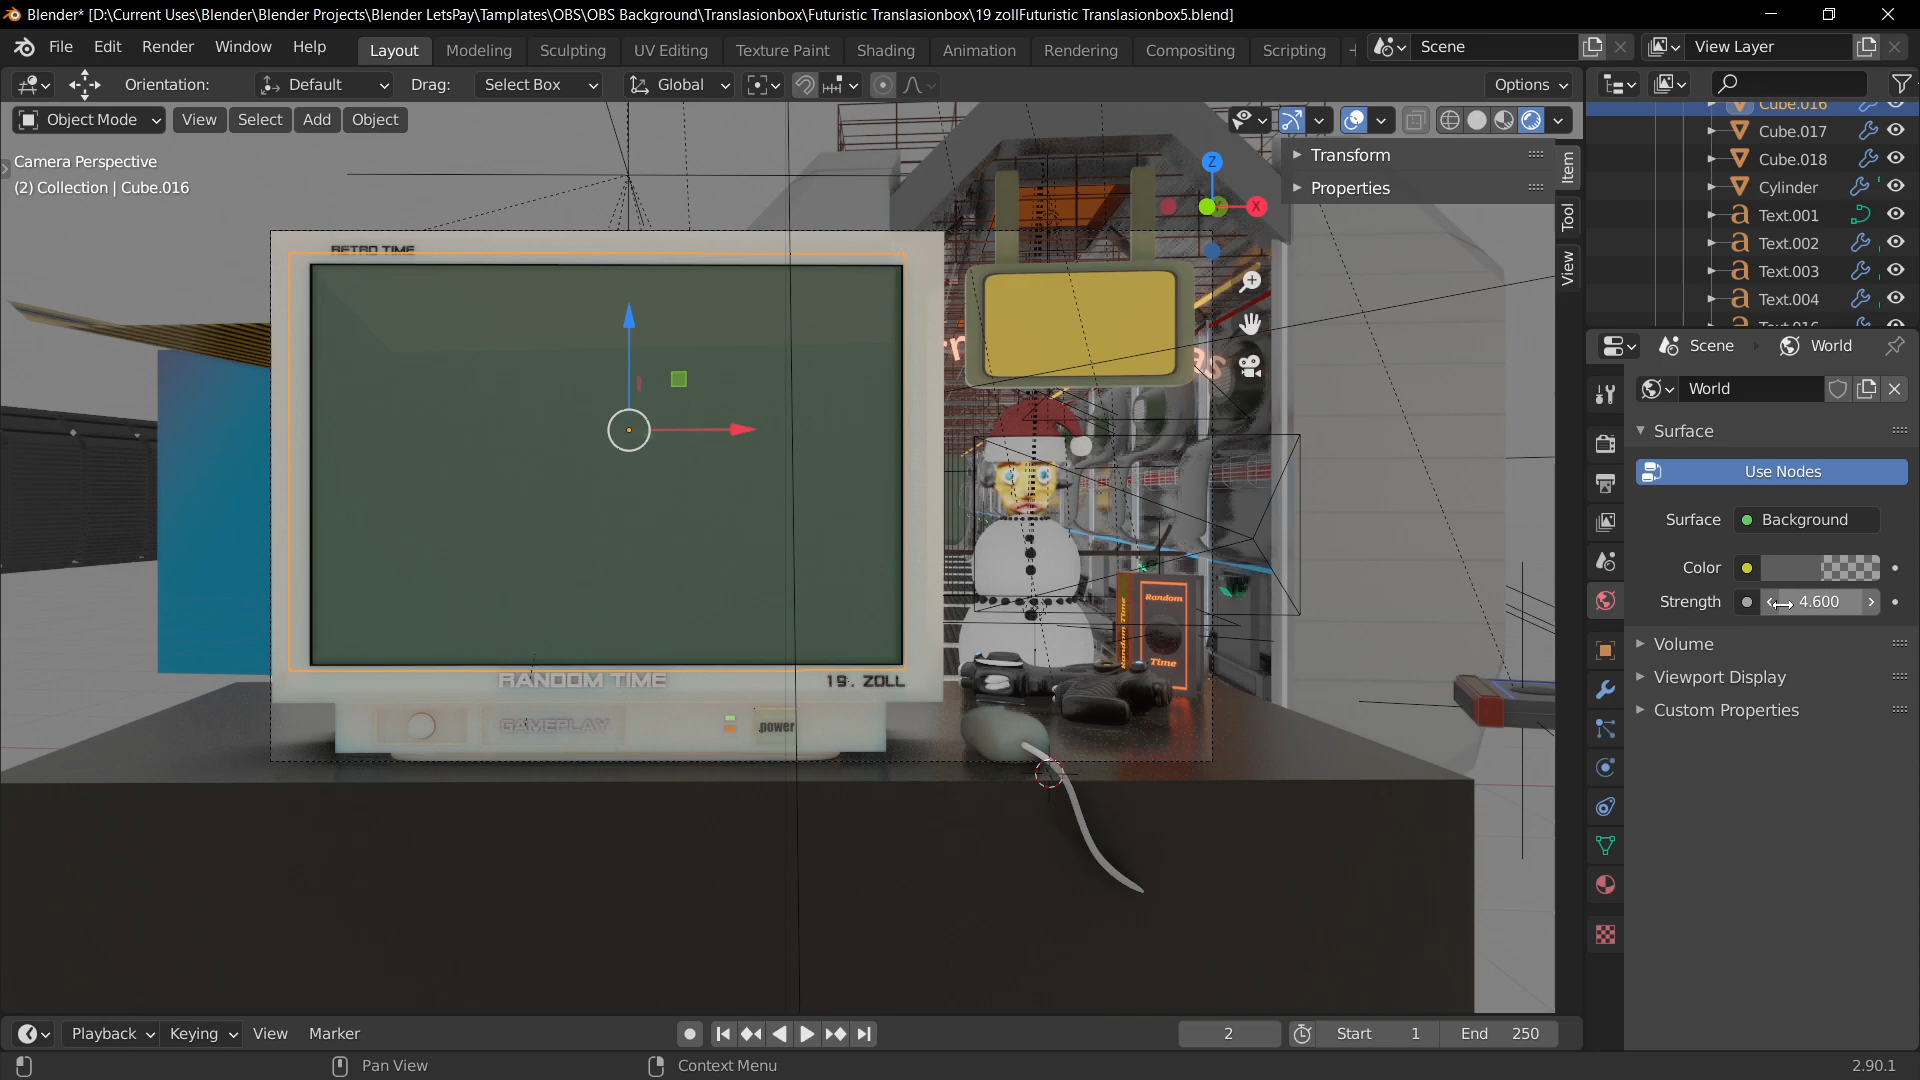 Blender* [D:\Current Uses\Blender\Blender Projects\Blender LetsPay\Tamplates\OBS\OBS Background\Translasionbox\Futuristic Translasionbox\19 zollFuturistic Translasionbox5.blend]
File Edit Render Window Help Layout Modeling Sculpting UV Editing Texture Paint Shading Animation Rendering Compositing Scripting Scene View Layer
Orientation: Default Drag: Select Box Global Options
Object Mode View Select Add Object
Camera Perspective
(2) Collection | Cube.016
Transform
Properties
Item
Tool
View
Z
X
Cube.016
Cube.017
Cube.018
Cylinder
Text.001
Text.002
Text.003
Text.004
Text.016
Scene World
World
Surface
Use Nodes
Surface Background
Color
Strength 4.600
Volume
Viewport Display
Custom Properties
RETRO TIME
RANDOM TIME
19. ZOLL
GAMEPLAY
power
Random Time
Random
Time
Playback Keying View Marker 2 Start 1 End 250
Pan View Context Menu 2.90.1